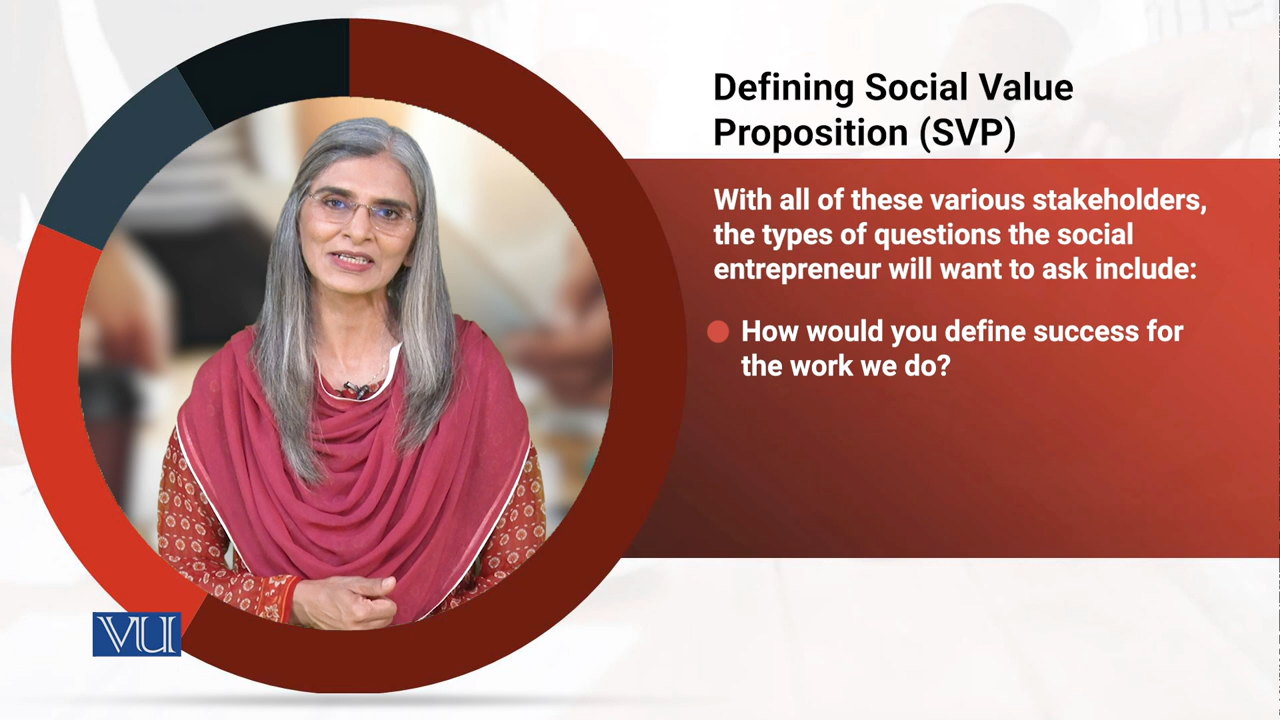 Defining Social Value
Proposition (SVP)
With all of these various stakeholders,
the types of questions the social
entrepreneur will want to ask include:
How would you define success for
the work we do?
VU